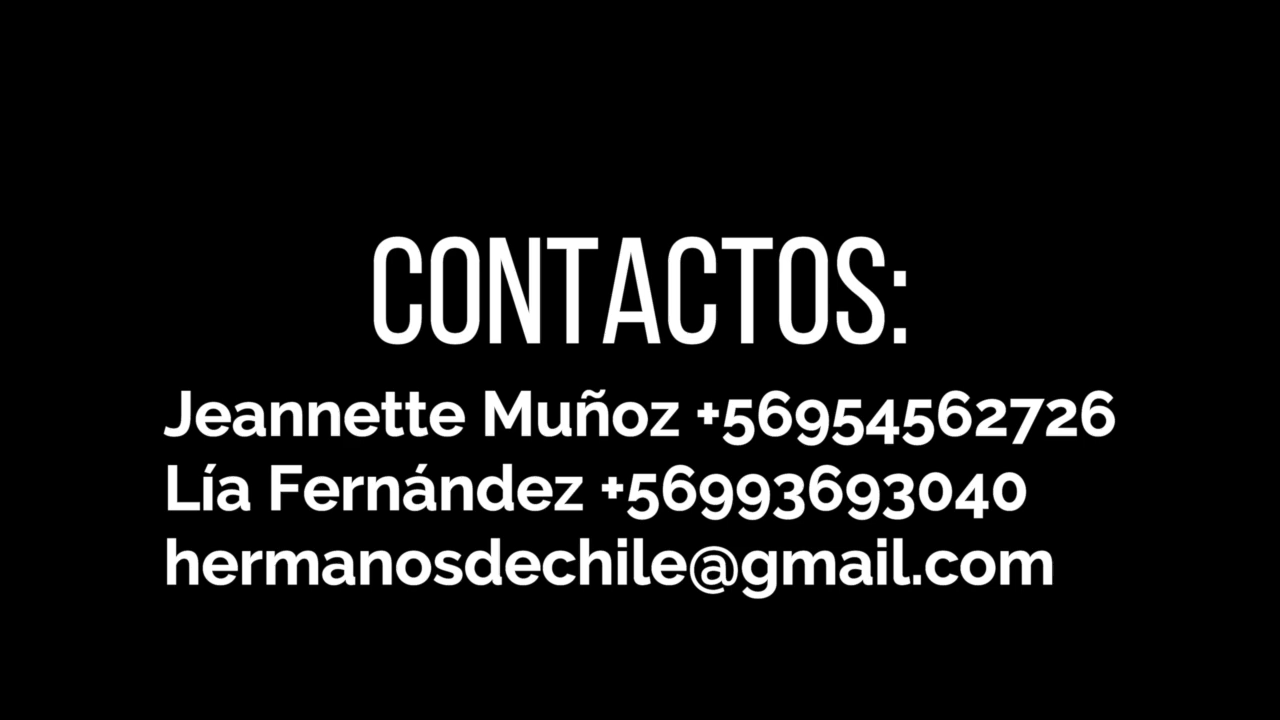 CONTACTOS:
Jeannette Muñoz +56954562726
Lía Fernández +56993693040
hermanosdechile@gmail.com